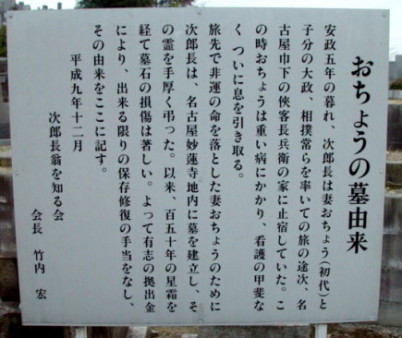 おちょうの墓由来
安政五年の暮れ、次郎長は妻おちょう(初代)と
子分の大政、相撲常らを率いての旅の途次、名
古屋市下の侠客長兵衛の家に止宿していた。こ
の時おちょうは重い病にかかり、看護の甲斐な
く ついに息を引き取る。
旅先で非運の命を落とした妻おちょうのために
次郎長は、名古屋妙蓮寺地内に墓を建立し、そ
の霊を手厚く弔った。以来、百五十年の星霜を
経て墓石の損傷は著しい。よって有志の拠出金
により、出来る限りの保存修復の手当をなし、
その由来をここに記す。
平成九年十二月
次郎長翁を知る会
会長 竹内 宏